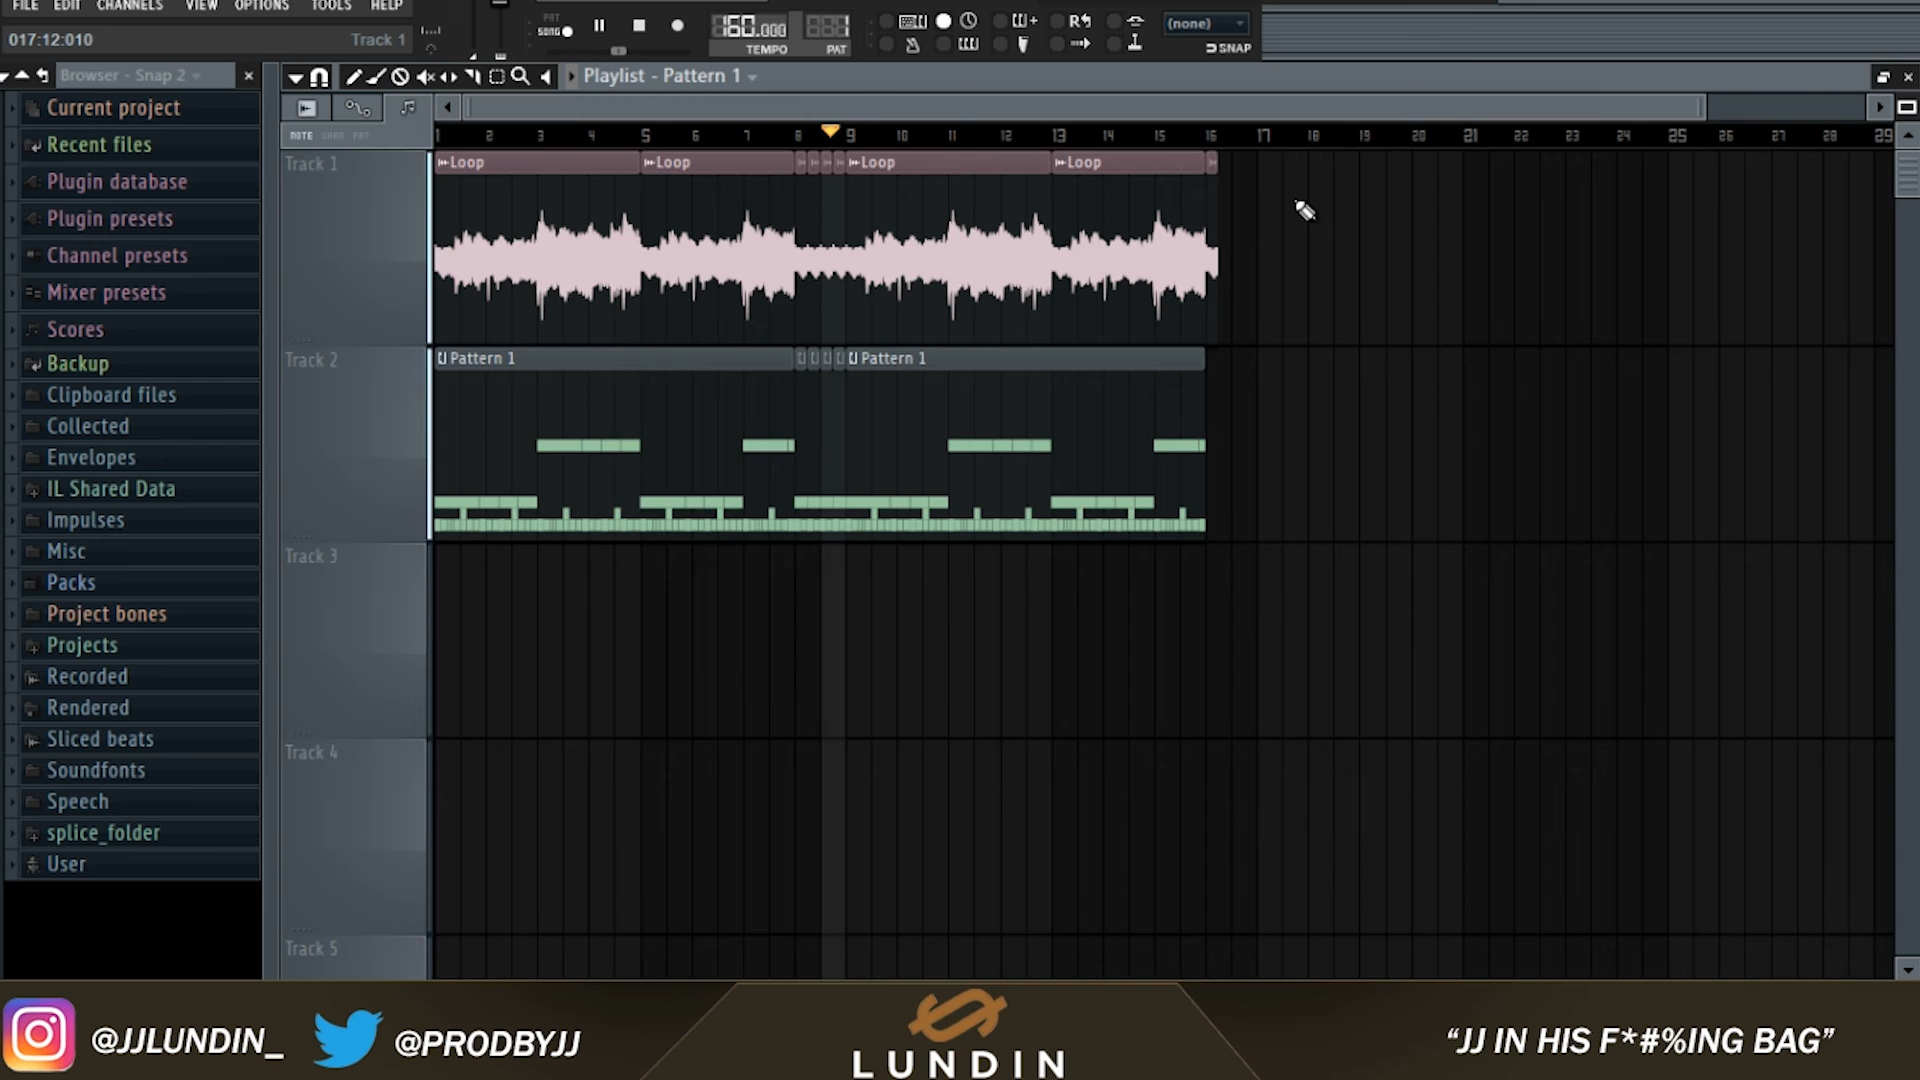 FILE EDIT CHANNELS VIEW OPTIONS TOOLS HELP
017:12:010 Track 1
PAT
SONG
160.000
TEMPO
PAT
(none)
SNAP
Browser - Snap 2
Playlist - Pattern 1
NOTE CHAN PAT
1 2 3 4 5 6 7 8 9 10 11 12 13 14 15 16 17 18 19 20 21 22 23 24 25 26 27 28 29
Current project
Recent files
Plugin database
Plugin presets
Channel presets
Mixer presets
Scores
Backup
Clipboard files
Collected
Envelopes
IL Shared Data
Impulses
Misc
Packs
Project bones
Projects
Recorded
Rendered
Sliced beats
Soundfonts
Speech
splice_folder
User
Track 1
Loop Loop Loop Loop
Track 2
Pattern 1 Pattern 1
Track 3
Track 4
Track 5
@JJLUNDIN_
@PRODBYJJ
LUNDIN
"JJ IN HIS F*#%ING BAG"